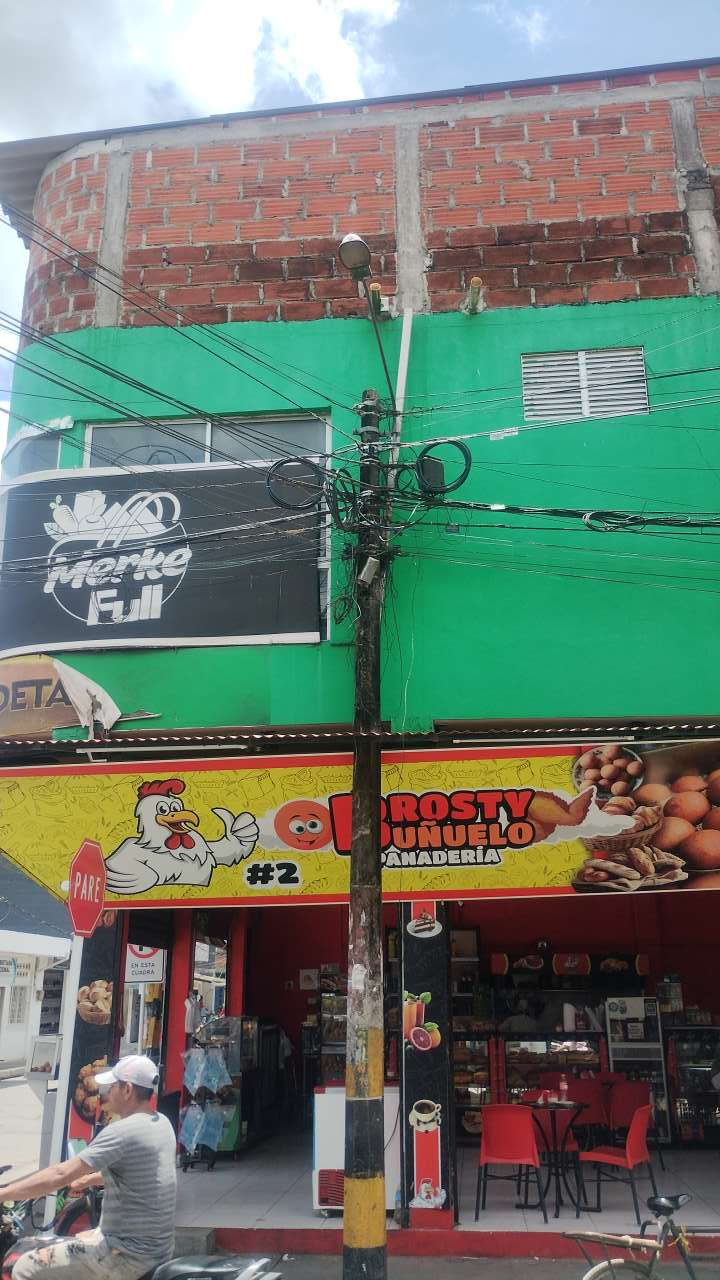 Merke
Full
DETA
BROSTY
BUÑUELO
PANADERÍA
#2
PARE
EN ESTA
CUADRA